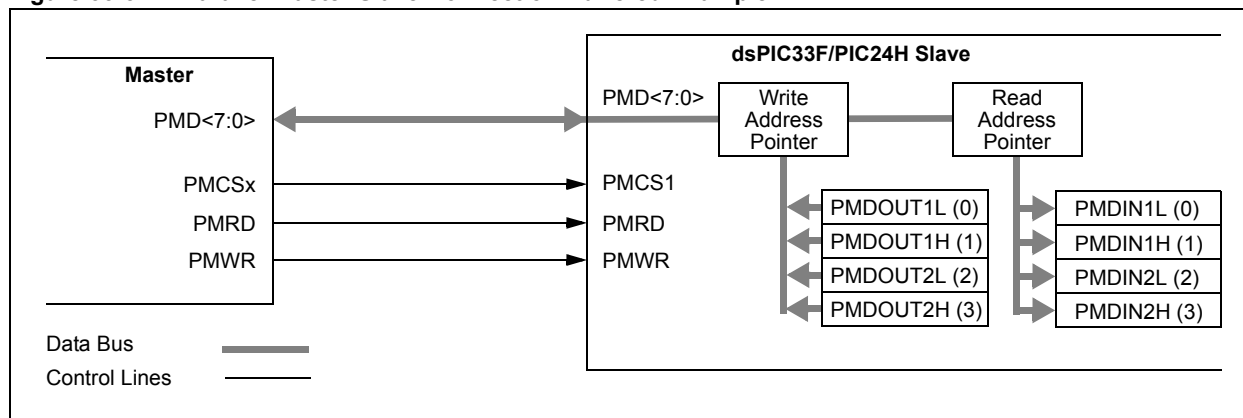 Master
dsPIC33F/PIC24H Slave
PMD<7:0>
PMCSx
PMRD
PMWR
PMD<7:0>
PMCS1
PMRD
PMWR
Write
Address
Pointer
Read
Address
Pointer
PMDOUT1L (0)
PMDOUT1H (1)
PMDOUT2L (2)
PMDOUT2H (3)
PMDIN1L (0)
PMDIN1H (1)
PMDIN2L (2)
PMDIN2H (3)
Data Bus
Control Lines